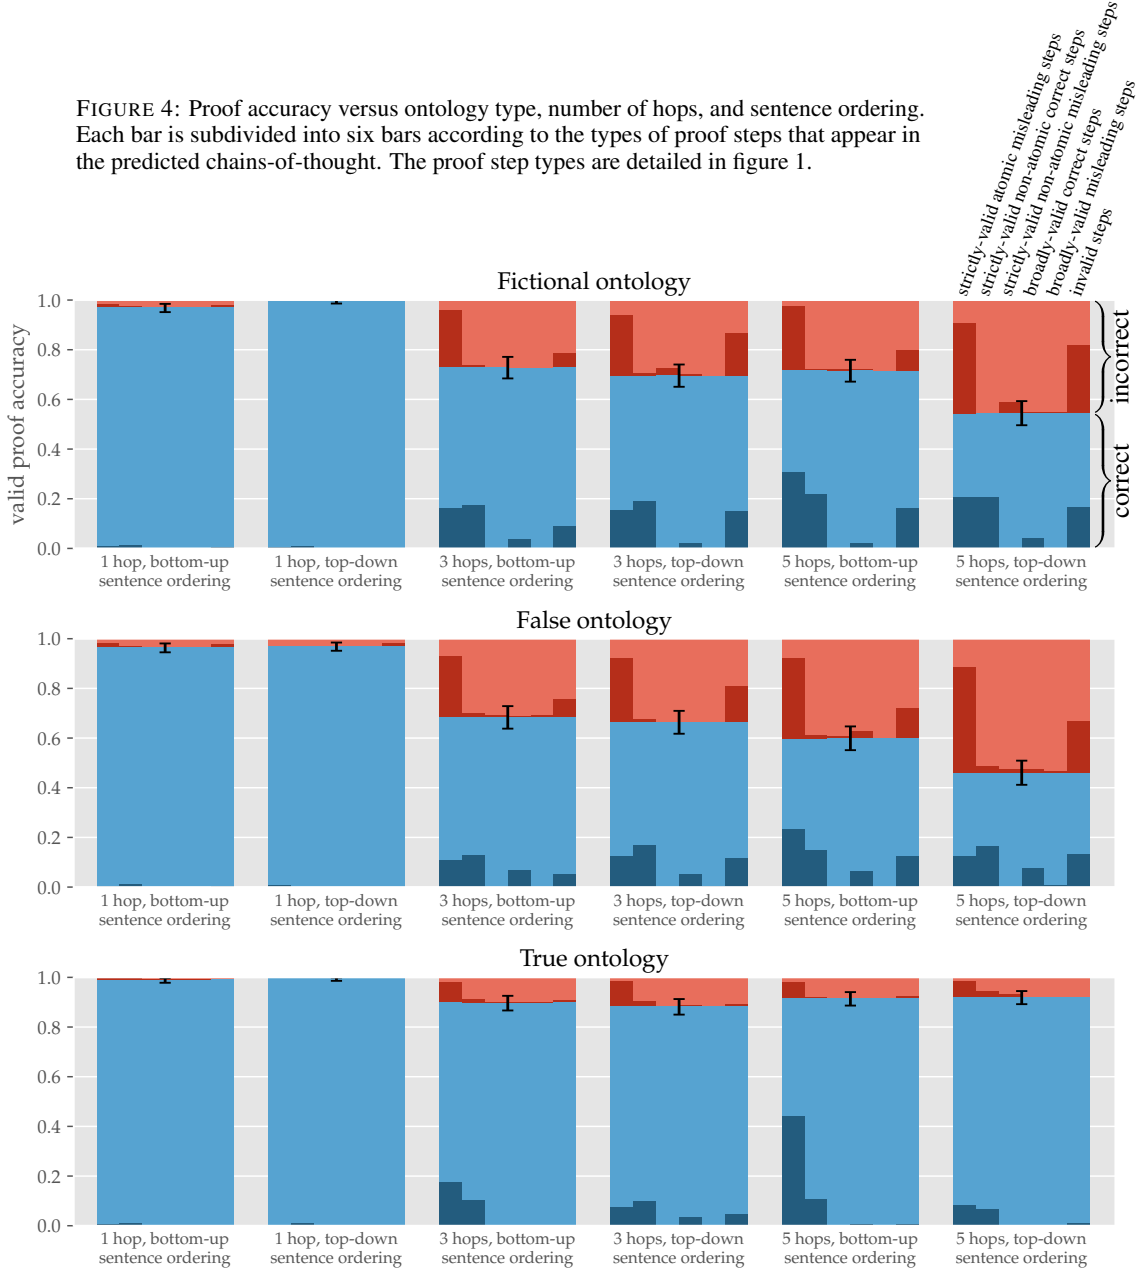 FIGURE 4: Proof accuracy versus ontology type, number of hops, and sentence ordering.
Each bar is subdivided into six bars according to the types of proof steps that appear in
the predicted chains-of-thought. The proof step types are detailed in figure 1.
strictly-valid atomic misleading steps
strictly-valid non-atomic correct steps
strictly-valid non-atomic misleading steps
broadly-valid correct steps
broadly-valid misleading steps
invalid steps
Fictional ontology
valid proof accuracy
1.0
0.8
0.6
0.4
0.2
0.0
incorrect
correct
1 hop, bottom-up
sentence ordering
1 hop, top-down
sentence ordering
3 hops, bottom-up
sentence ordering
3 hops, top-down
sentence ordering
5 hops, bottom-up
sentence ordering
5 hops, top-down
sentence ordering
False ontology
1.0
0.8
0.6
0.4
0.2
0.0
1 hop, bottom-up
sentence ordering
1 hop, top-down
sentence ordering
3 hops, bottom-up
sentence ordering
3 hops, top-down
sentence ordering
5 hops, bottom-up
sentence ordering
5 hops, top-down
sentence ordering
True ontology
1.0
0.8
0.6
0.4
0.2
0.0
1 hop, bottom-up
sentence ordering
1 hop, top-down
sentence ordering
3 hops, bottom-up
sentence ordering
3 hops, top-down
sentence ordering
5 hops, bottom-up
sentence ordering
5 hops, top-down
sentence ordering